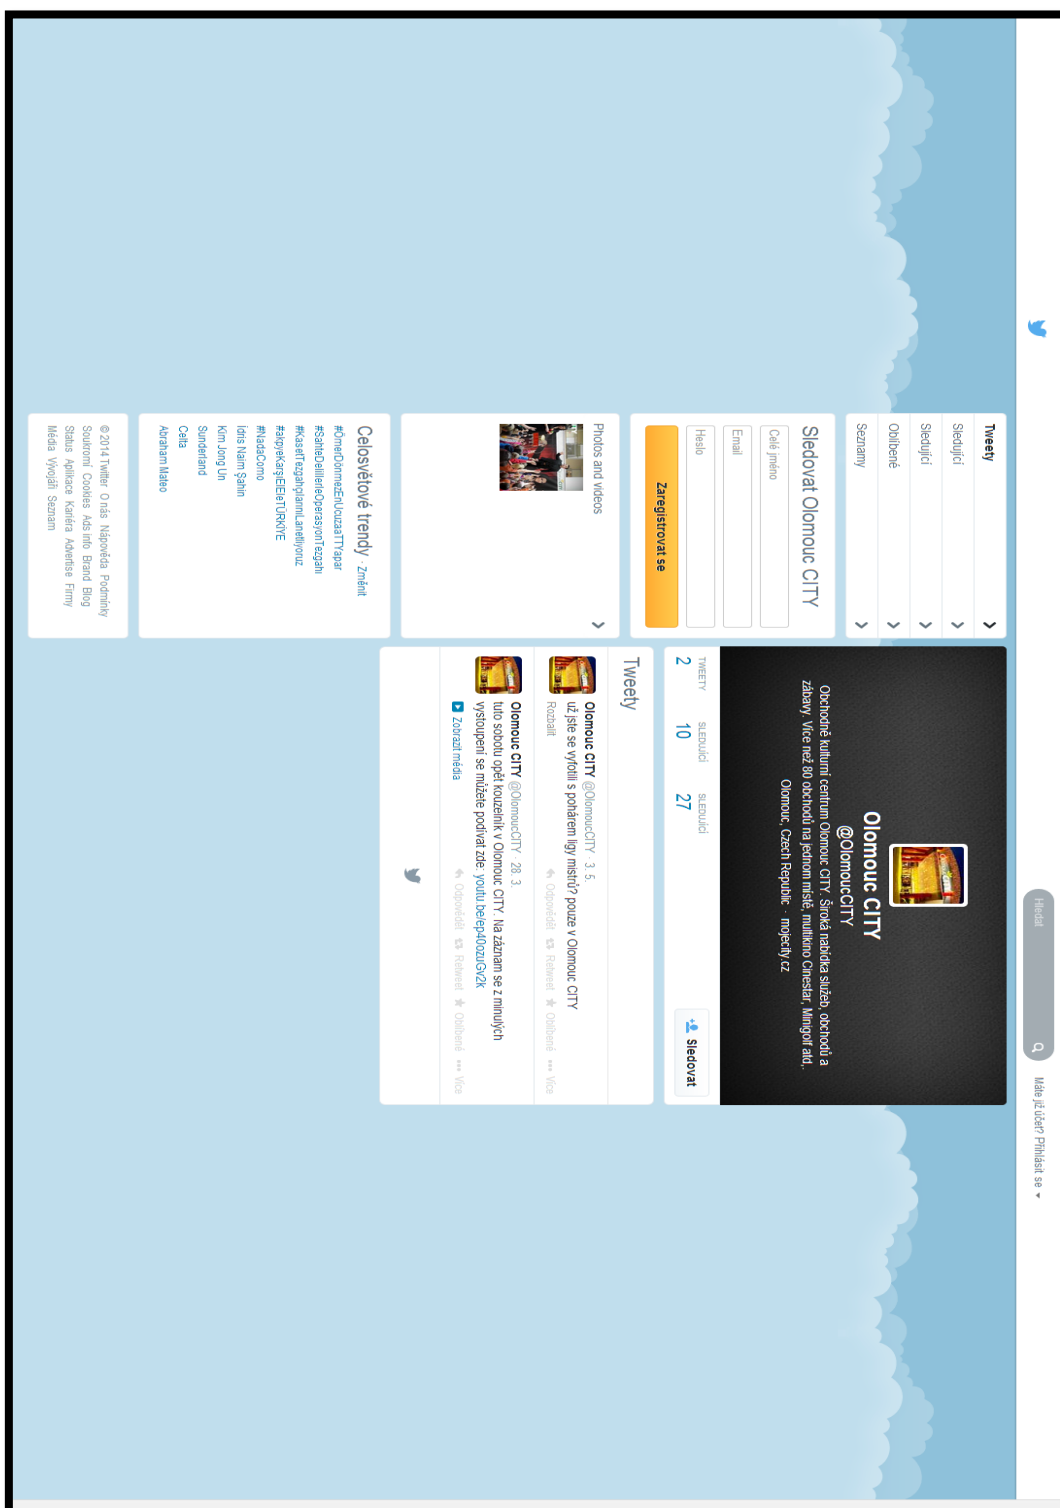 Hledat
Máte již účet? Přihlásit se
Tweety
Sledující
Sledující
Oblíbené
Seznamy
Sledovat Olomouc CITY
Celé jméno
Email
Heslo
Zaregistrovat se
Photos and videos
Celosvětové trendy · Změnit
#ÖmerDönmezEnUcuzaaTTYapar
#SahteDelillerleOperasyonTezgahı
#KasetTezgahçılarınıLanetliyoruz
#akpyeKarşıElEleTÜRKİYE
#NadaComo
İdris Naim Şahin
Kim Jong Un
Sunderland
Celta
Abraham Mateo
© 2014 Twitter O nás Nápověda Podmínky
Soukromí Cookies Ads info Brand Blog
Status Aplikace Kariéra Advertise Firmy
Média Vývojáři Seznam
Olomouc CITY
@OlomoucCITY
Obchodně kulturní centrum Olomouc CITY. Široká nabídka služeb, obchodů a
zábavy. Více než 80 obchodů na jednom místě, multikino Cinestar, Minigolf atd,.
Olomouc, Czech Republic · mojecity.cz
TWEETY SLEDUJÍCÍ SLEDUJÍCÍ
2 10 27
Sledovat
Tweety
Olomouc CITY @OlomoucCITY · 3. 5.
už jste se vyfotili s pohárem ligy mistrů? pouze v Olomouc CITY
Rozbalit Odpovědět Retweet Oblíbené Více
Olomouc CITY @OlomoucCITY · 28. 3.
tuto sobotu opět kouzelník v Olomouc CITY. Na záznam se z minulých
vystoupení se můžete podívat zde: youtu.be/ep40ozuGv2k
Zobrazit média Odpovědět Retweet Oblíbené Více